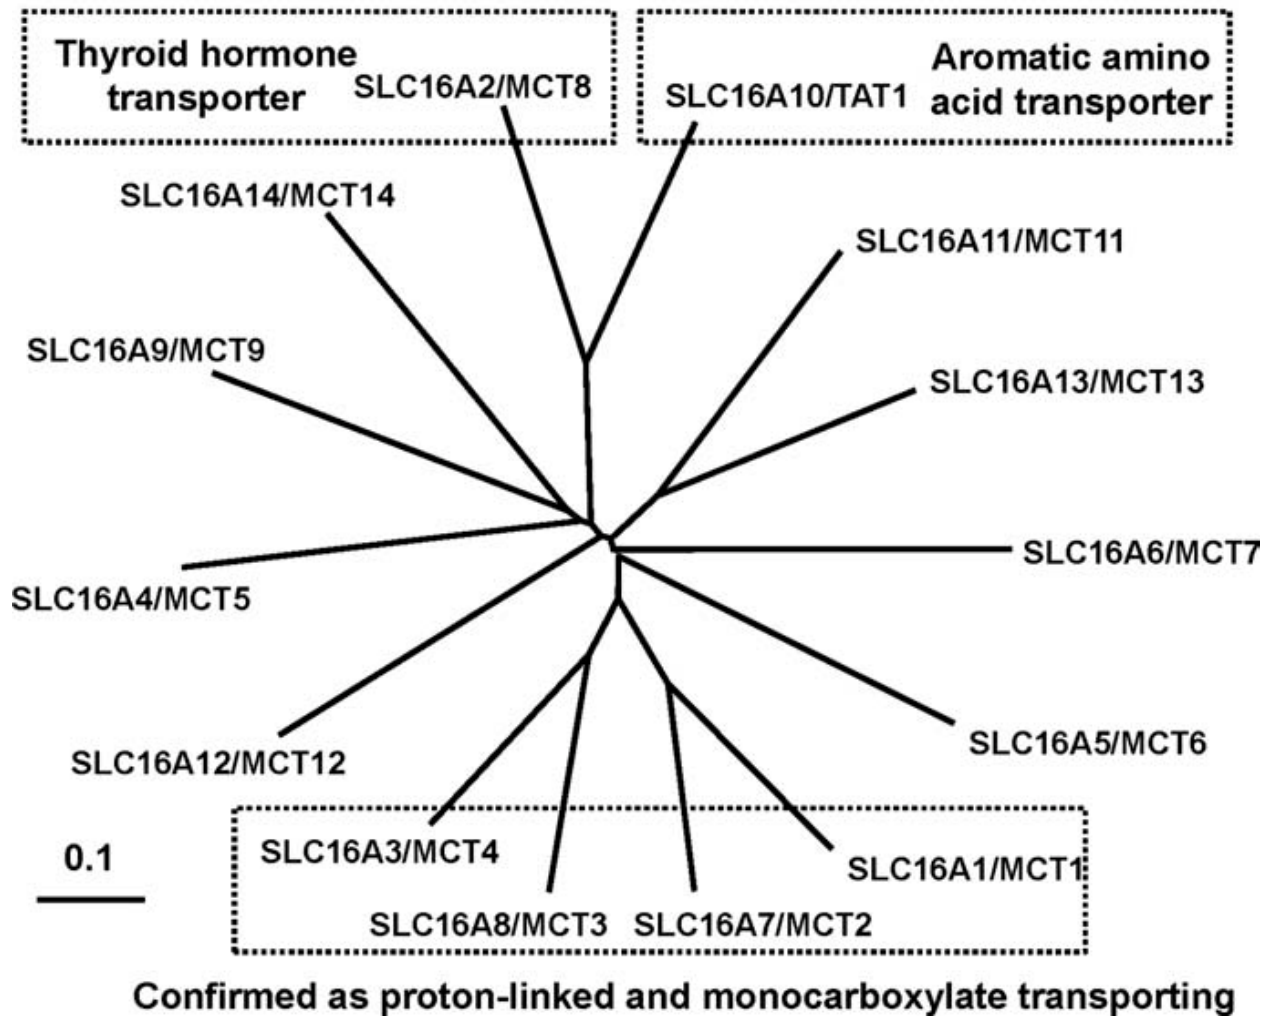 Thyroid hormone
transporter
SLC16A2/MCT8
SLC16A10/TAT1
Aromatic amino
acid transporter
SLC16A14/MCT14
SLC16A11/MCT11
SLC16A9/MCT9
SLC16A13/MCT13
SLC16A6/MCT7
SLC16A4/MCT5
SLC16A5/MCT6
SLC16A12/MCT12
0.1
SLC16A3/MCT4
SLC16A1/MCT1
SLC16A8/MCT3
SLC16A7/MCT2
Confirmed as proton-linked and monocarboxylate transporting